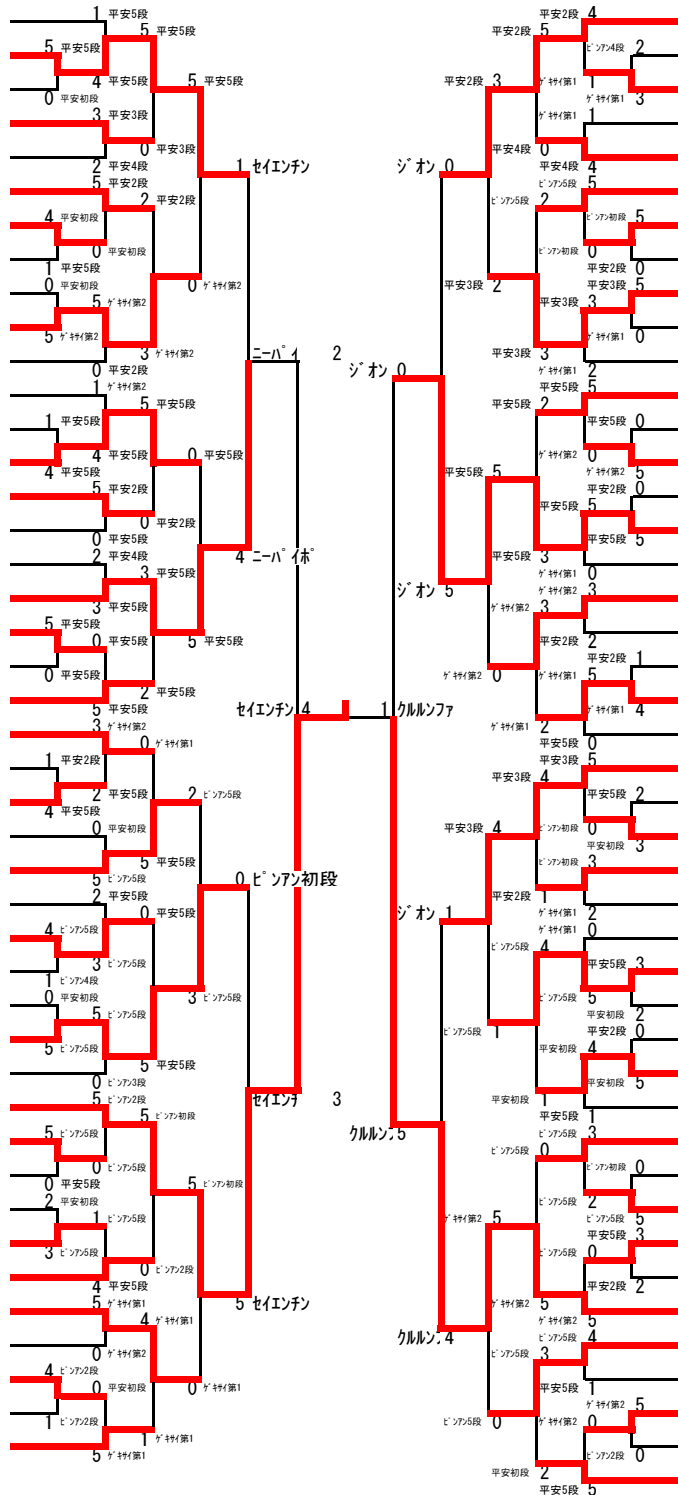 1 平安5段
5 平安5段
5 平安5段
4 平安5段
5 平安5段
0 平安初段
3 平安3段
0 平安3段
1 セイエンチン
2 平安4段
5 平安2段
2 平安2段
4 平安初段
0 平安初段
1 平安5段
0 平安初段
0 ゲキサイ第2
5 ゲキサイ第2
5 ゲキサイ第2
3 ゲキサイ第2
ニーパイ 2
0 平安2段
1 ゲキサイ第2
5 平安5段
1 平安5段
4 平安5段
0 平安5段
4 平安5段
5 平安2段
0 平安2段
0 平安5段
4 ニーパイポ
2 平安4段
3 平安5段
3 平安5段
5 平安5段
0 平安5段
5 平安5段
0 平安5段
2 平安5段
5 平安5段
セイエンチン 4
3 ゲキサイ第2
0 ゲキサイ第1
1 平安2段
2 平安5段
2 ピンアン5段
4 平安5段
0 平安初段
5 平安5段
5 ピンアン5段
0 ピンアン初段
2 平安5段
0 平安5段
4 ピンアン5段
3 ピンアン5段
1 ピンアン4段
0 平安初段
3 ピンアン5段
5 ピンアン5段
5 ピンアン5段
5 平安5段
0 ピンアン3段
セイエンチ 3
5 ピンアン2段
5 ピンアン初段
5 ピンアン5段
0 ピンアン5段
0 平安5段
5 ピンアン初段
2 平安初段
1 ピンアン5段
3 ピンアン5段
0 ピンアン2段
4 平安5段
5 セイエンチン
5 ゲキサイ第1
4 ゲキサイ第1
0 ゲキサイ第2
4 ピンアン2段
0 平安初段
0 ゲキサイ第1
1 ピンアン2段
1 ゲキサイ第1
5 ゲキサイ第1
平安2段 4
平安2段 5
ピンアン4段 2
平安2段 3
ゲキサイ第1 1
ゲキサイ第1 3
ゲキサイ第1 1
平安4段 0
ジオン 0
平安4段 4
ピンアン5段 5
ピンアン5段 2
ピンアン初段 5
ピンアン初段 0
平安2段 0
平安3段 2
平安3段 5
平安3段 3
ゲキサイ第1 0
平安3段 3
ジオン 0
ゲキサイ第1 2
平安5段 5
平安5段 2
平安5段 0
ゲキサイ第2 0
ゲキサイ第2 5
平安5段 5
平安2段 0
平安5段 5
平安5段 5
平安5段 3
ゲキサイ第1 0
ジオン 5
ゲキサイ第2 3
ゲキサイ第2 3
平安2段 2
ゲキサイ第2 0
平安2段 1
ゲキサイ第1 5
ゲキサイ第1 4
ゲキサイ第1 2
1 クルルンファ
平安5段 0
平安3段 5
平安3段 4
平安5段 2
平安3段 4
ピンアン初段 0
平安初段 3
ピンアン初段 3
平安2段 1
ジオン 1
ゲキサイ第1 2
ゲキサイ第1 0
ピンアン5段 4
平安5段 3
ピンアン5段 5
平安初段 2
ピンアン5段 1
平安2段 0
平安初段 4
平安初段 5
平安初段 1
平安5段 1
クルルンフ 5
ピンアン5段 3
ピンアン5段 0
ピンアン初段 0
ピンアン5段 2
ピンアン5段 5
ゲキサイ第2 5
平安5段 3
ピンアン5段 0
平安2段 2
ゲキサイ第2 5
ゲキサイ第2 5
クルルンフ 4
ピンアン5段 4
ピンアン5段 3
平安5段 1
ゲキサイ第2 5
ゲキサイ第2 0
ピンアン5段 0
ピンアン2段 0
平安初段 2
平安5段 5